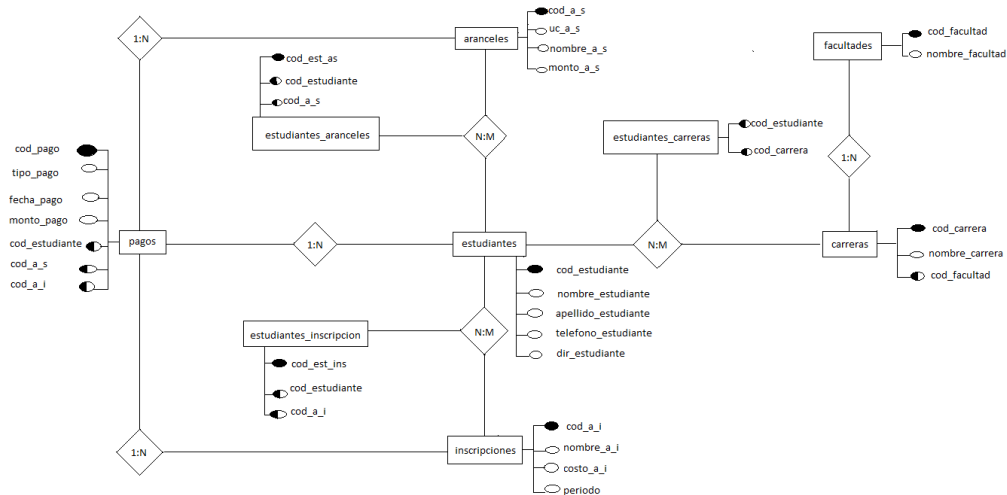 1:N
aranceles
cod_a_s
uc_a_s
nombre_a_s
monto_a_s
facultades
cod_facultad
nombre_facultad
cod_est_as
cod_estudiante
cod_a_s
estudiantes_aranceles
N:M
estudiantes_carreras
cod_estudiante
cod_carrera
1:N
cod_pago
tipo_pago
fecha_pago
monto_pago
cod_estudiante
cod_a_s
cod_a_i
pagos
1:N
estudiantes
N:M
carreras
cod_carrera
nombre_carrera
cod_facultad
cod_estudiante
nombre_estudiante
apellido_estudiante
telefono_estudiante
dir_estudiante
estudiantes_inscripcion
N:M
cod_est_ins
cod_estudiante
cod_a_i
1:N
inscripciones
cod_a_i
nombre_a_i
costo_a_i
periodo